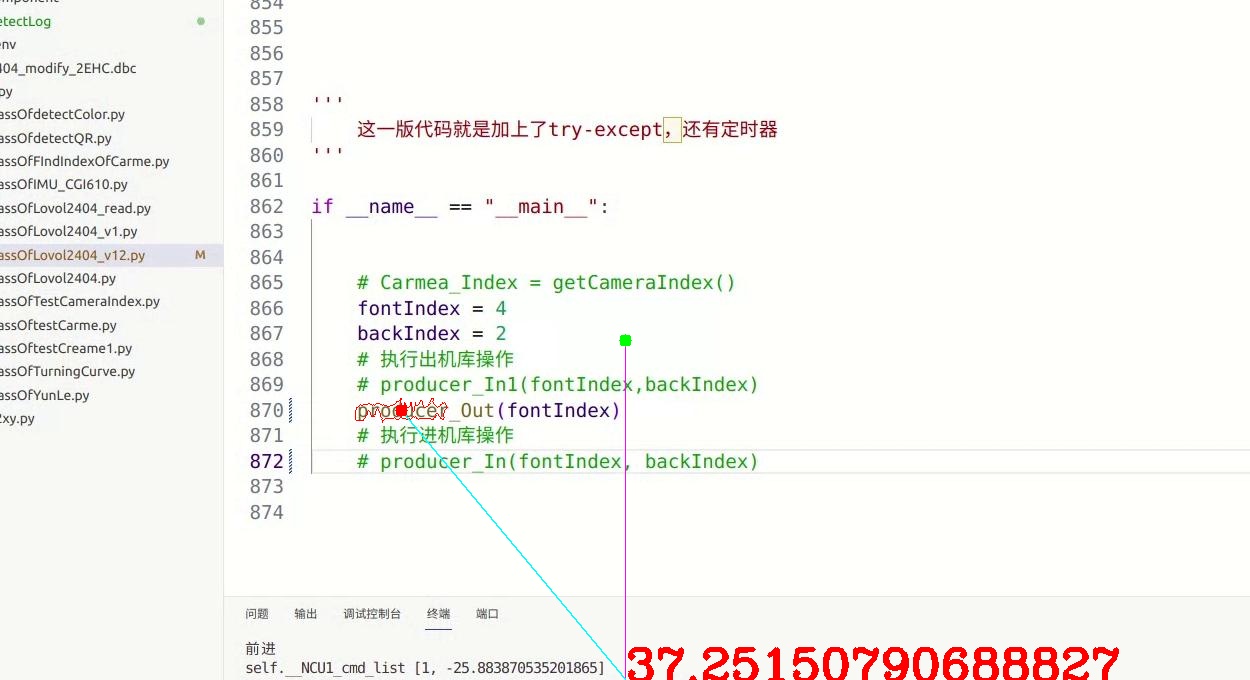 etectLog
env
404_modify_2EHC.dbc
py
assOfdetectColor.py
assOfdetectQR.py
assOfFIndIndexOfCarme.py
assOfIMU_CGI610.py
assOfLovol2404_read.py
assOfLovol2404_v1.py
assOfLovol2404_v12.py M
assOfLovol2404.py
assOfTestCameraIndex.py
assOftestCarme.py
assOftestCreame1.py
assOfTurningCurve.py
assOfYunLe.py
2xy.py
854
855
856
857
858 '''
859 这一版代码就是加上了try-except，还有定时器
860 '''
861
862 if __name__ == "__main__":
863
864
865 # Carmea_Index = getCameraIndex()
866 fontIndex = 4
867 backIndex = 2
868 # 执行出机库操作
869 # producer_In1(fontIndex,backIndex)
870 producer_Out(fontIndex)
871 # 执行进机库操作
872 # producer_In(fontIndex, backIndex)
873
874
问题 输出 调试控制台 终端 端口
前进
self.__NCU1_cmd_list [1, -25.883870535201865]
37.25150790688827